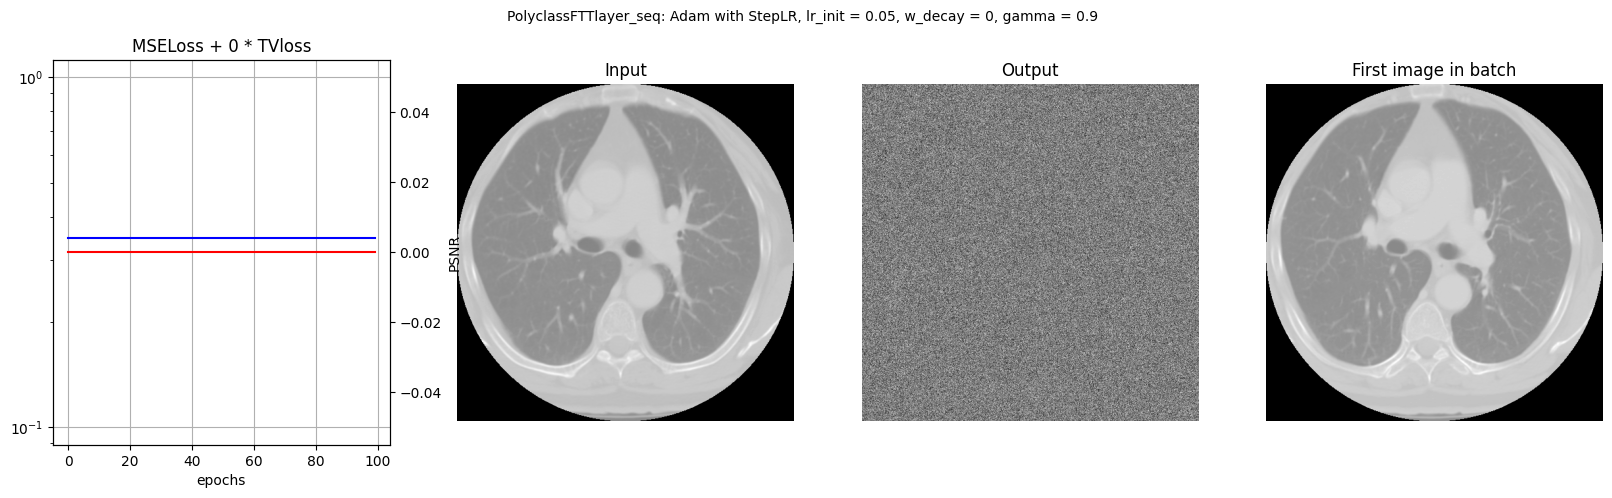 PolyclassFTTlayer_seq: Adam with StepLR, lr_init = 0.05, w_decay = 0, gamma = 0.9
MSELoss + 0 * TVloss
Input
Output
First image in batch
10⁰
10⁻¹
0
20
40
60
80
100
epochs
0.04
0.02
0.00
−0.02
−0.04
PSNR